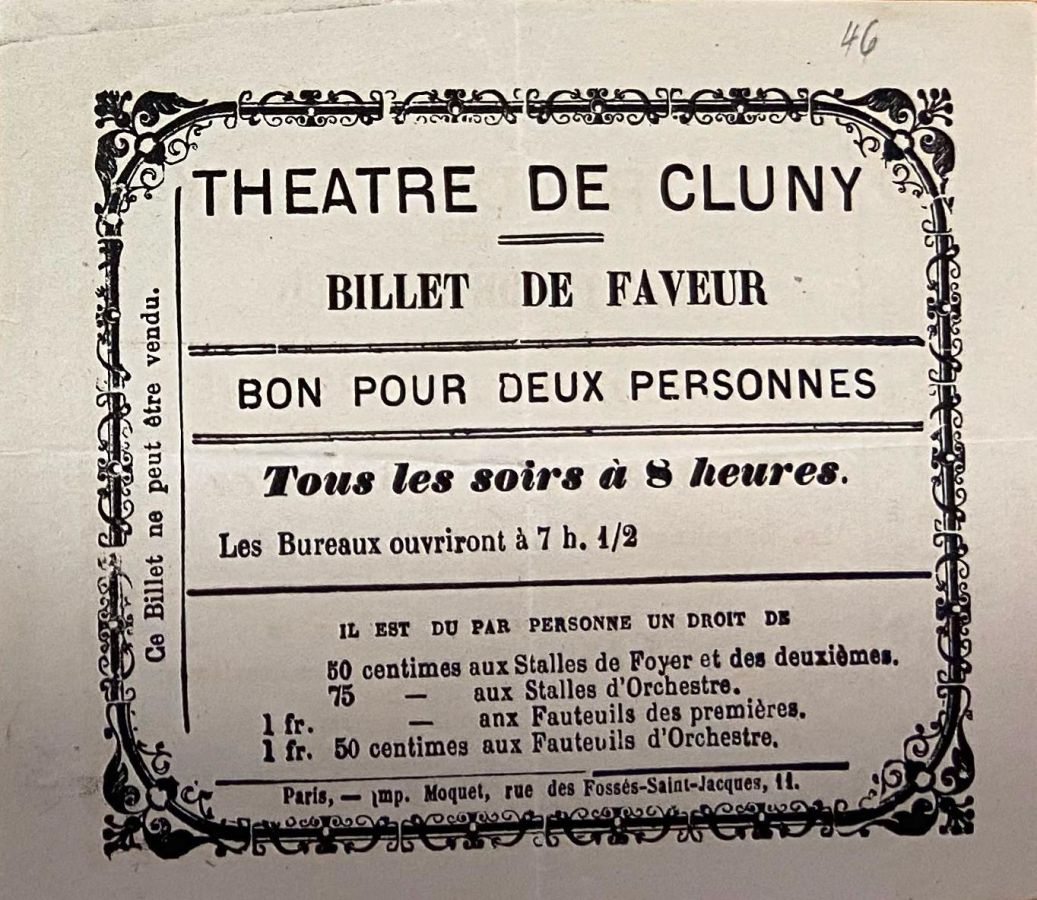 46
THEATRE DE CLUNY
BILLET DE FAVEUR
BON POUR DEUX PERSONNES
Tous les soirs à 8 heures.
Les Bureaux ouvriront à 7 h. 1/2
IL EST DU PAR PERSONNE UN DROIT DE
50 centimes aux Stalles de Foyer et des deuxièmes.
75 — aux Stalles d'Orchestre.
1 fr. — anx Fauteuils des premières.
1 fr. 50 centimes aux Fauteuils d'Orchestre.
Paris, — Imp. Moquet, rue des Fossés-Saint-Jacques, 11.
Ce Billet ne peut être vendu.